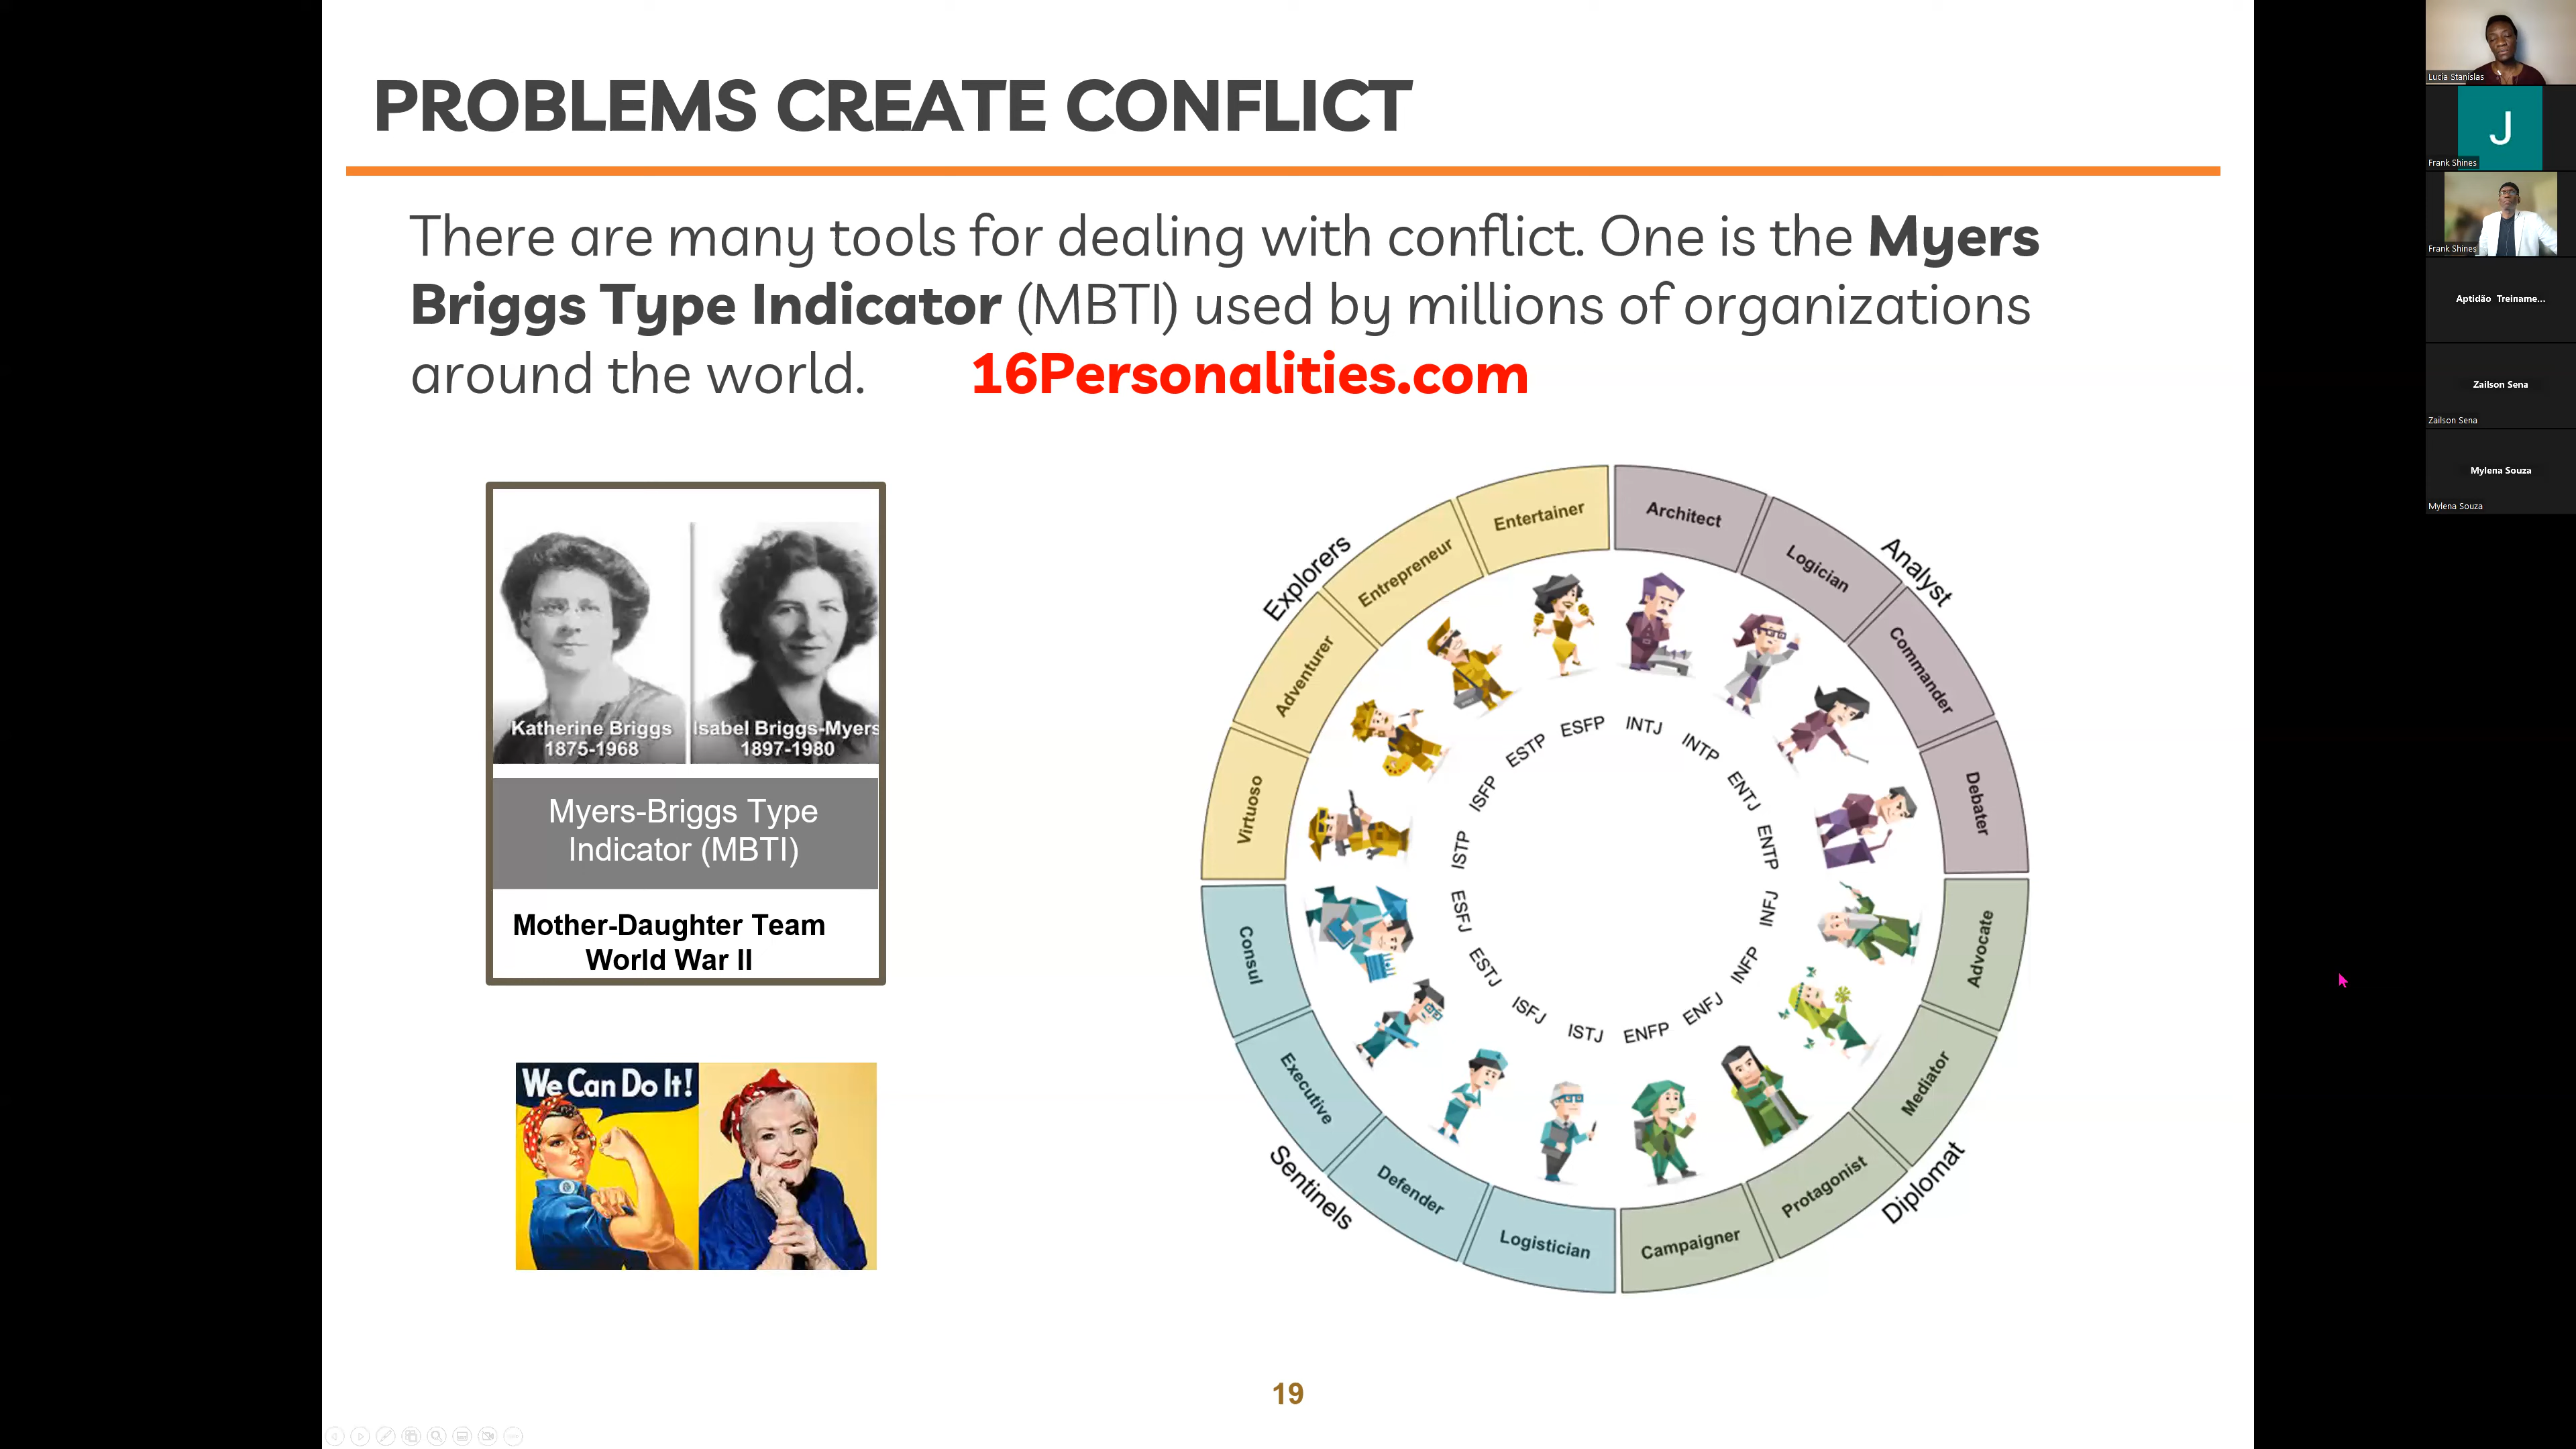 PROBLEMS CREATE CONFLICT
There are many tools for dealing with conflict. One is the Myers
Briggs Type Indicator (MBTI) used by millions of organizations
around the world. 16Personalities.com
Katherine Briggs
1875-1968
Isabel Briggs-Myers
1897-1980
Myers-Briggs Type
Indicator (MBTI)
Mother-Daughter Team
World War II
We Can Do It!
Explorers
Analyst
Diplomat
Sentinels
Architect
Logician
Commander
Debater
Advocate
Mediator
Protagonist
Campaigner
Logistician
Defender
Executive
Consul
Virtuoso
Adventurer
Entrepreneur
Entertainer
INTJ
INTP
ENTJ
ENTP
INFJ
INFP
ENFJ
ENFP
ISTJ
ISFJ
ESTJ
ESFJ
ISTP
ISFP
ESTP
ESFP
19
Lucia Stanislas
J
Frank Shines
Frank Shines
Aptidão Treiname...
Zailson Sena
Zailson Sena
Mylena Souza
Mylena Souza